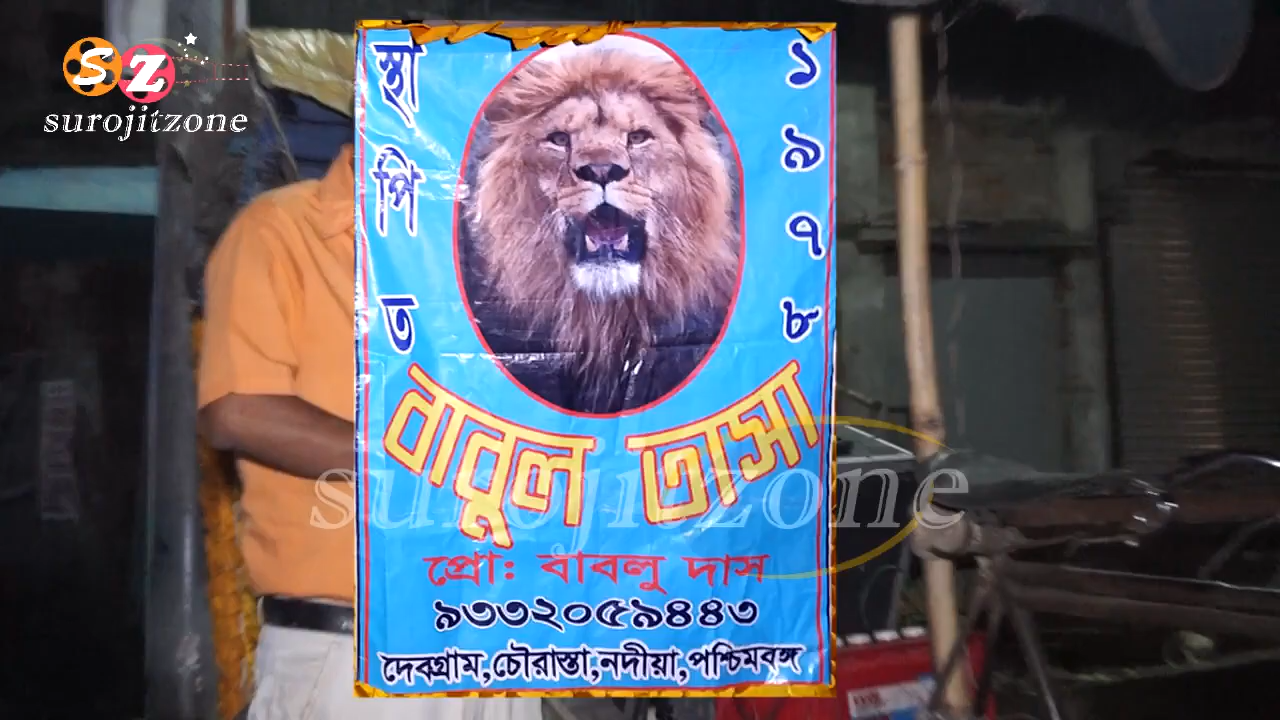 SZ
surojitzone
স্থাপিত
১৯৭৮
বাবুল তাসা
surojitzone
প্রোঃ বাবলু দাস
৯৩৩২০৫৯৪৪৩
দেবগ্রাম,চৌরাস্তা,নদীয়া,পশ্চিমবঙ্গ